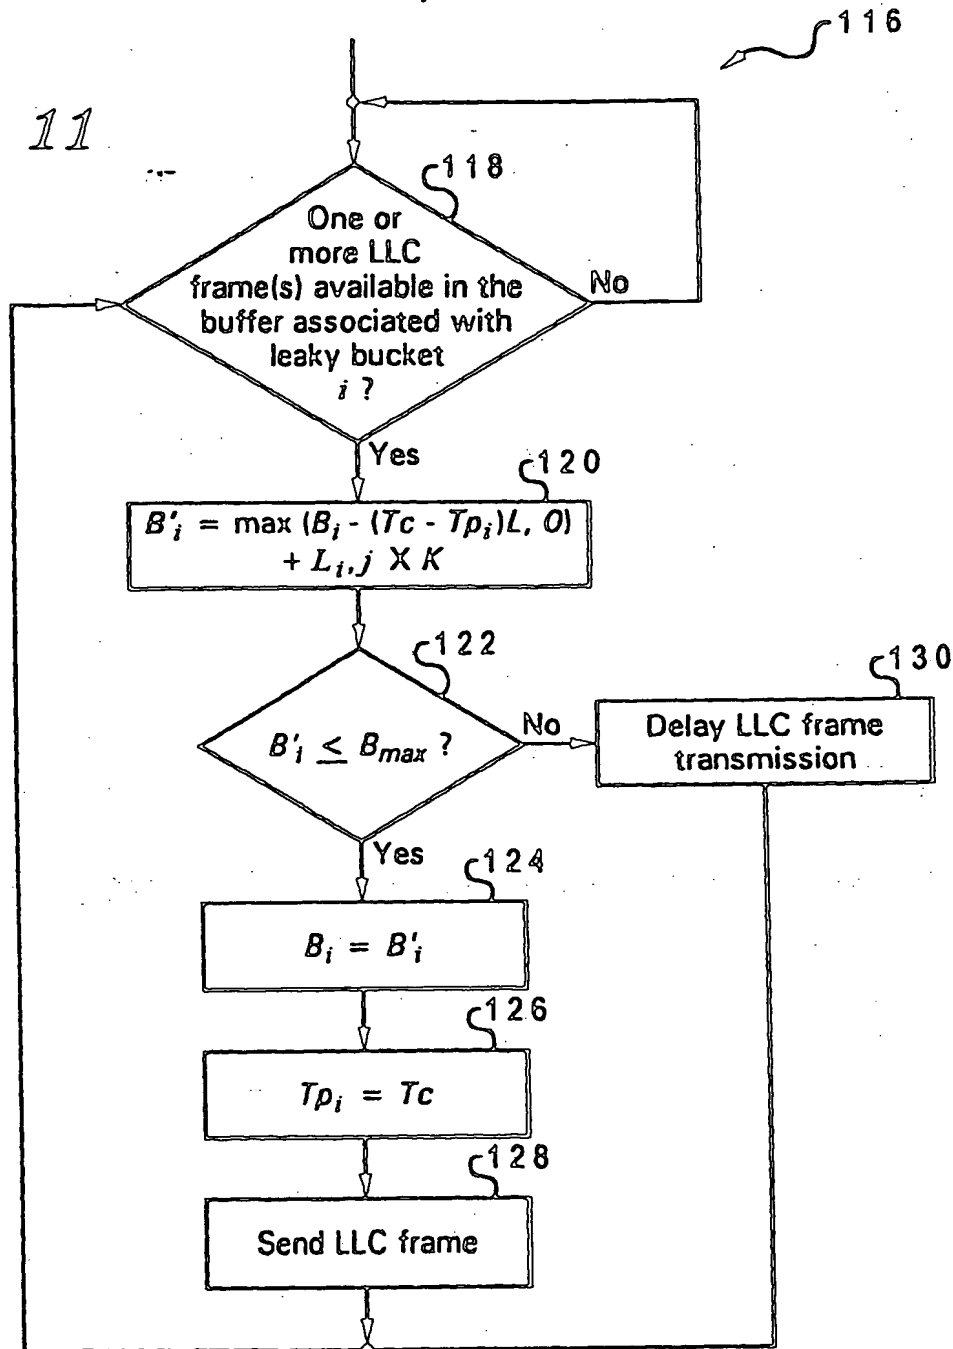 116
11
118
One or
more LLC
frame(s) available in the
buffer associated with
leaky bucket
i ?
No
Yes
120
B'i = max (Bi - (Tc - Tpi)L, 0)
+ Li,j X K
122
B'i ≤ Bmax ?
No
130
Delay LLC frame
transmission
Yes
124
Bi = B'i
126
Tpi = Tc
128
Send LLC frame